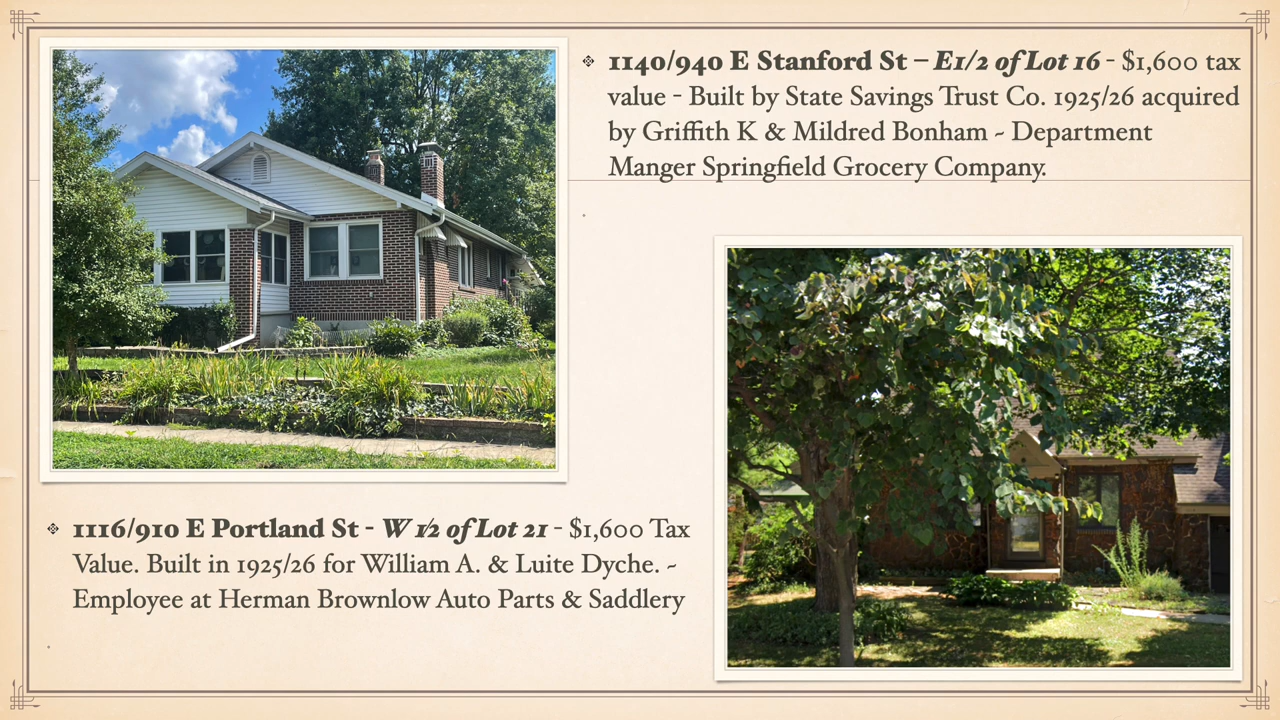 1140/940 E Stanford St – E1/2 of Lot 16 - $1,600 tax
value - Built by State Savings Trust Co. 1925/26 acquired
by Griffith K & Mildred Bonham ~ Department
Manger Springfield Grocery Company.
1116/910 E Portland St - W 1/2 of Lot 21 - $1,600 Tax
Value. Built in 1925/26 for William A. & Luite Dyche. ~
Employee at Herman Brownlow Auto Parts & Saddlery